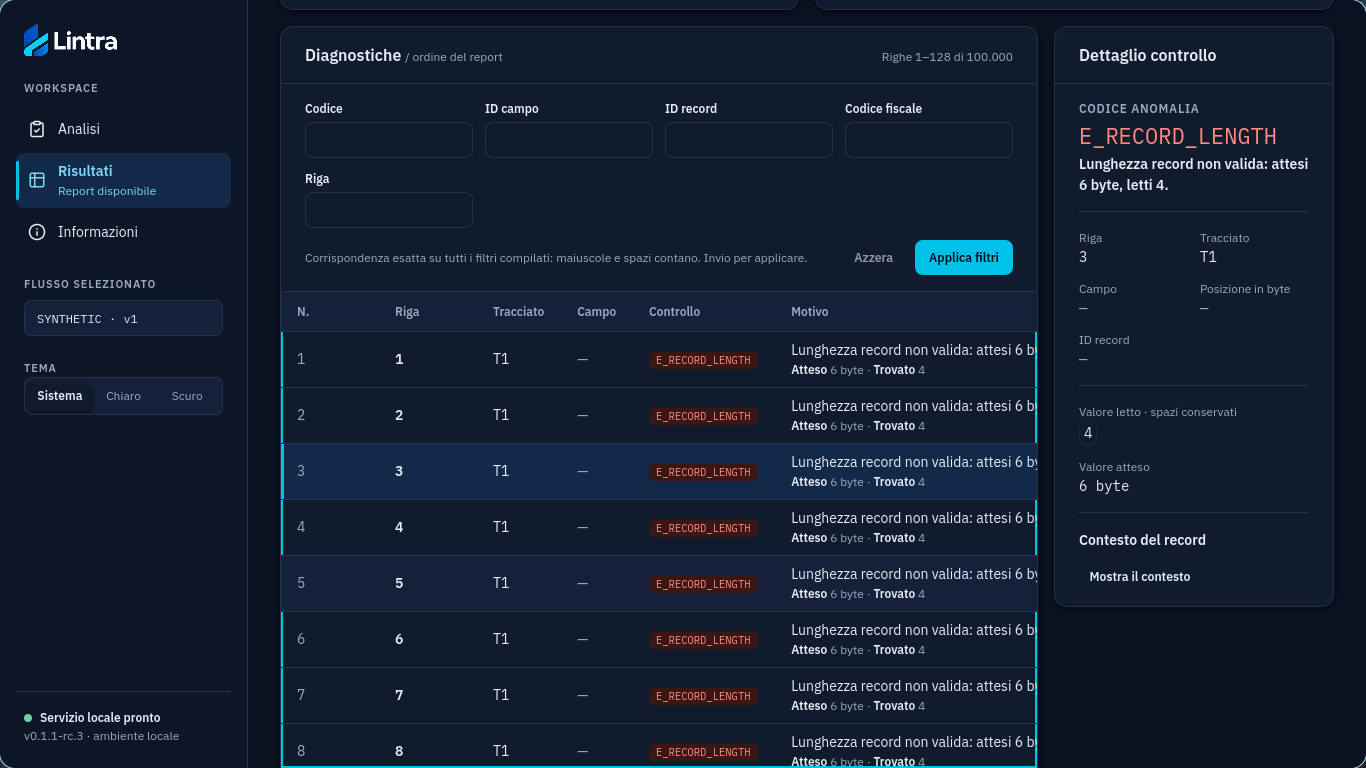 Lintra
WORKSPACE
Analisi
Risultati
Report disponibile
Informazioni
FLUSSO SELEZIONATO
SYNTHETIC · v1
TEMA
Sistema Chiaro Scuro
Servizio locale pronto
v0.1.1-rc.3 · ambiente locale
Diagnostiche / ordine del report
Righe 1–128 di 100.000
Codice ID campo ID record Codice fiscale
Riga
Corrispondenza esatta su tutti i filtri compilati: maiuscole e spazi contano. Invio per applicare.
Azzera Applica filtri
N. Riga Tracciato Campo Controllo Motivo
1 1 T1 — E_RECORD_LENGTH Lunghezza record non valida: attesi 6 by
Atteso 6 byte · Trovato 4
2 2 T1 — E_RECORD_LENGTH Lunghezza record non valida: attesi 6 by
Atteso 6 byte · Trovato 4
3 3 T1 — E_RECORD_LENGTH Lunghezza record non valida: attesi 6 by
Atteso 6 byte · Trovato 4
4 4 T1 — E_RECORD_LENGTH Lunghezza record non valida: attesi 6 by
Atteso 6 byte · Trovato 4
5 5 T1 — E_RECORD_LENGTH Lunghezza record non valida: attesi 6 by
Atteso 6 byte · Trovato 4
6 6 T1 — E_RECORD_LENGTH Lunghezza record non valida: attesi 6 by
Atteso 6 byte · Trovato 4
7 7 T1 — E_RECORD_LENGTH Lunghezza record non valida: attesi 6 by
Atteso 6 byte · Trovato 4
8 8 T1 — E_RECORD_LENGTH Lunghezza record non valida: attesi 6 by
Atteso 6 byte · Trovato 4
Dettaglio controllo
CODICE ANOMALIA
E_RECORD_LENGTH
Lunghezza record non valida: attesi
6 byte, letti 4.
Riga Tracciato
3 T1
Campo Posizione in byte
— —
ID record
—
Valore letto · spazi conservati
4
Valore atteso
6 byte
Contesto del record
Mostra il contesto